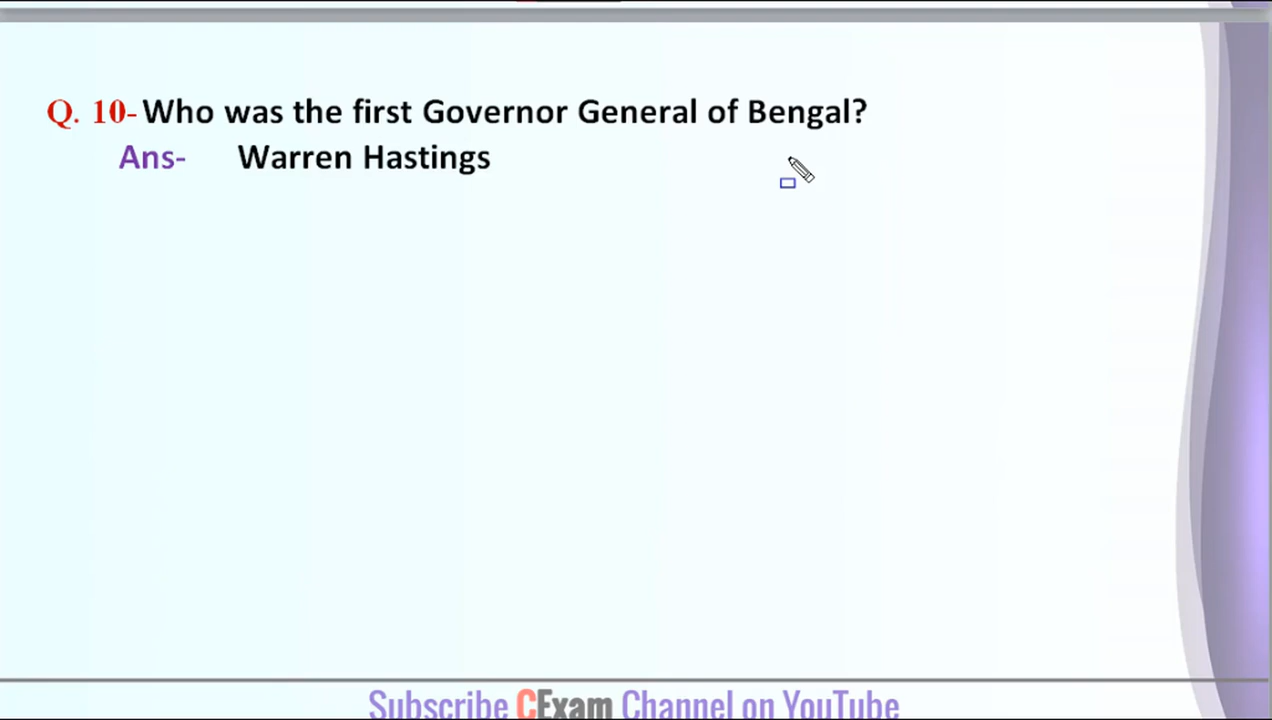 Q. 10- Who was the first Governor General of Bengal?
Ans- Warren Hastings
Subscribe CExam Channel on YouTube